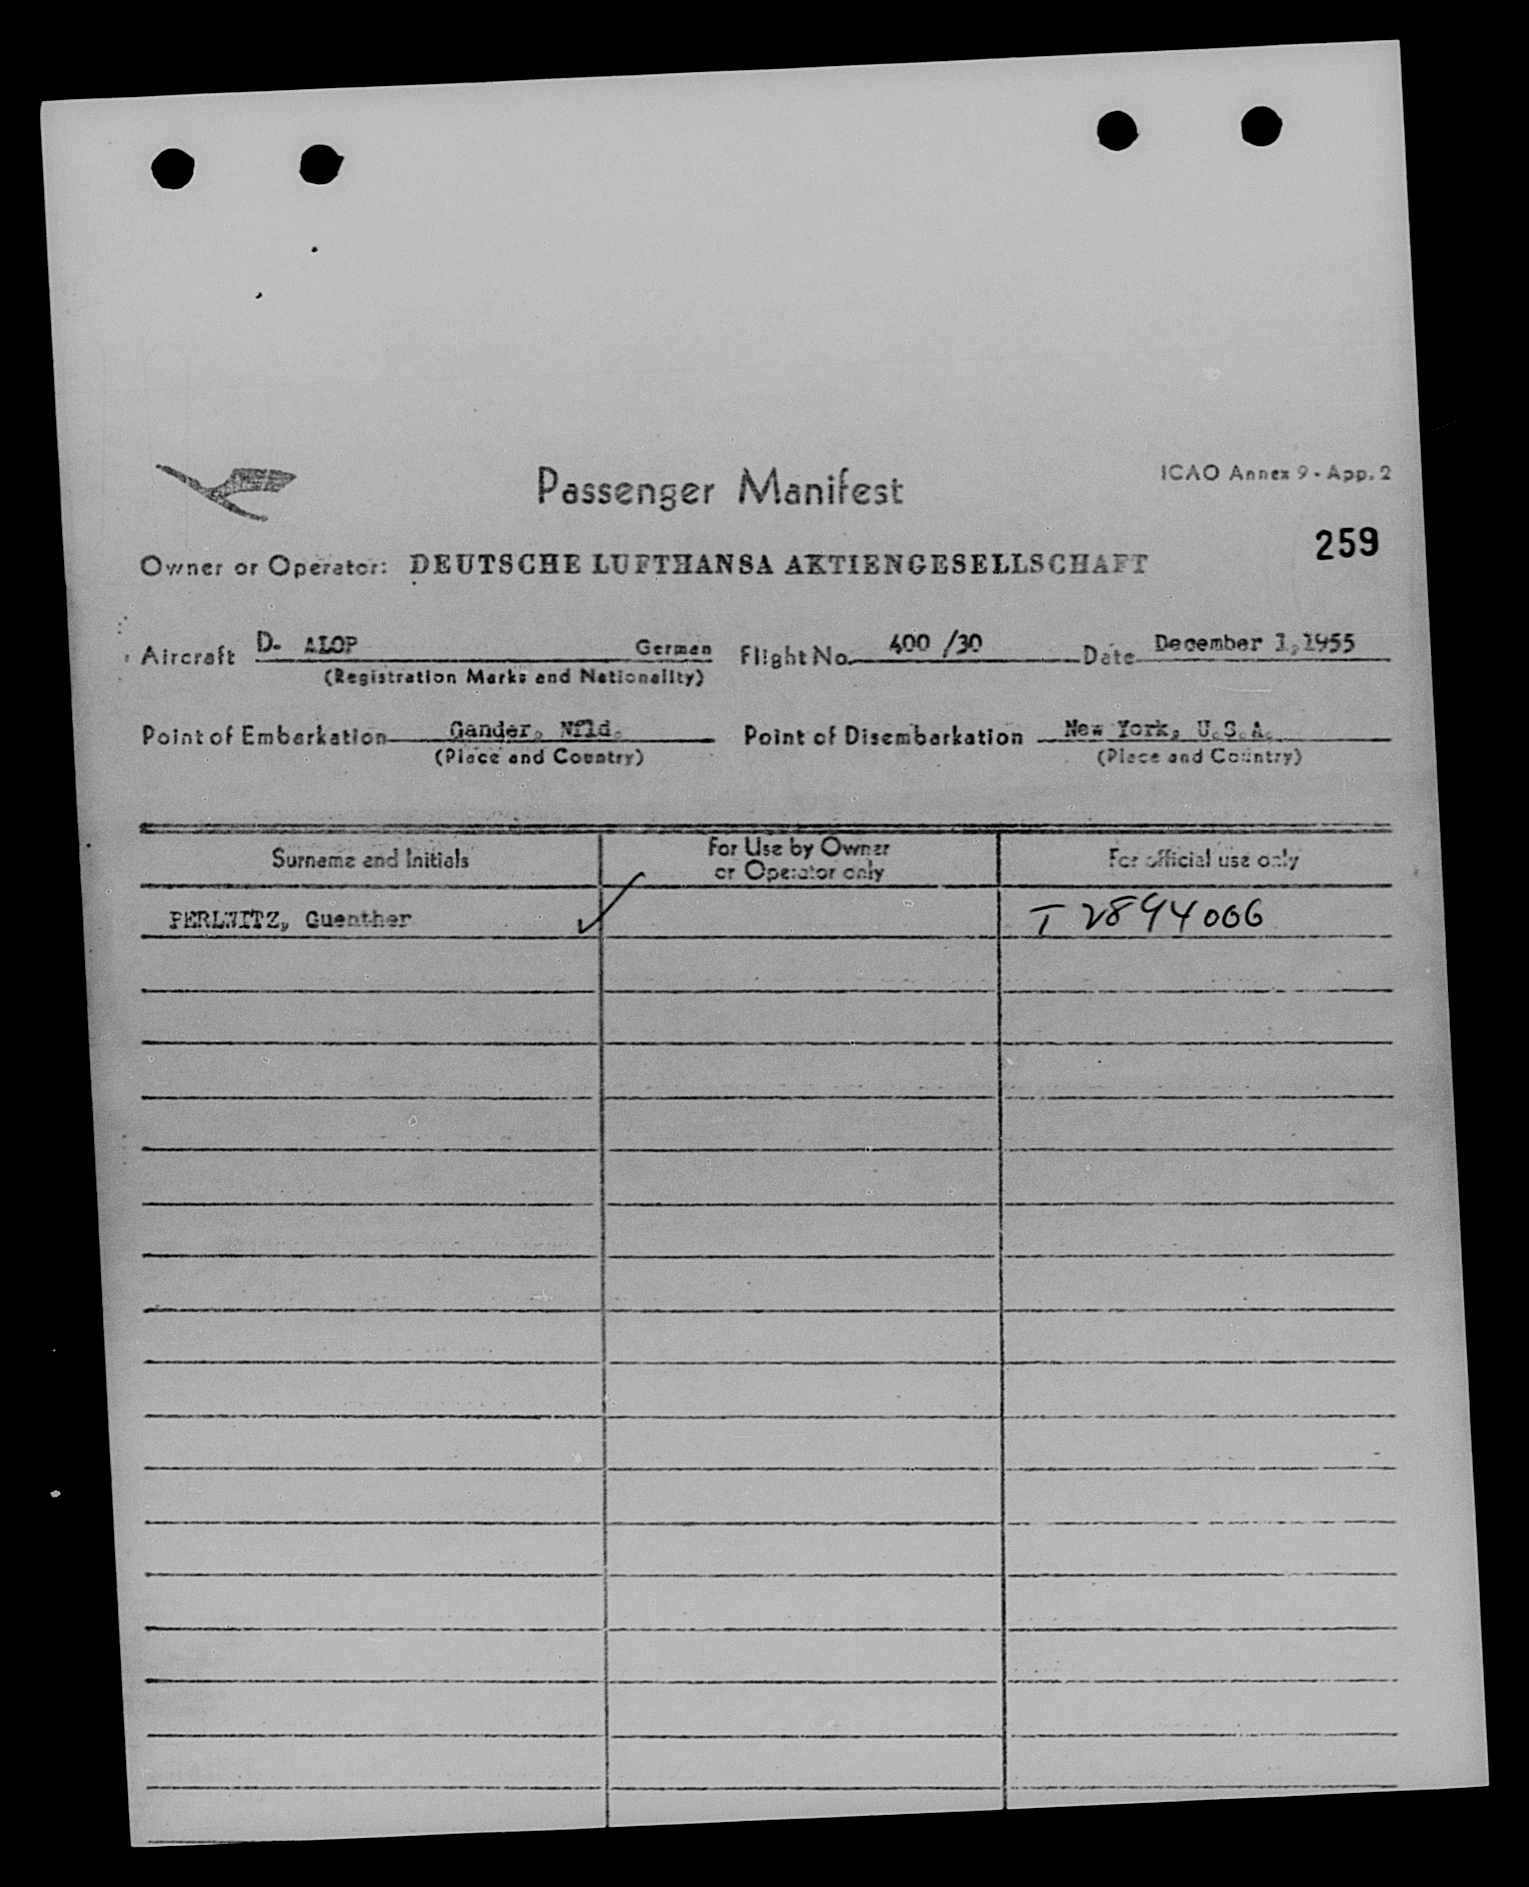 Passenger Manifest
ICAO Annex 9 - App. 2
259
Owner or Operator: DEUTSCHE LUFTHANSA AKTIENGESELLSCHAFT
Aircraft D- ALOP German Flight No. 400 /30 Date December 1,1955
(Registration Marks and Nationality)
Point of Embarkation Gander, Nfld. Point of Disembarkation New York, U.S.A.
(Place and Country) (Place and Country)
Surname and Initials For Use by Owner or Operator only For official use only
PERLWITZ, Guenther ✓ T 2894066